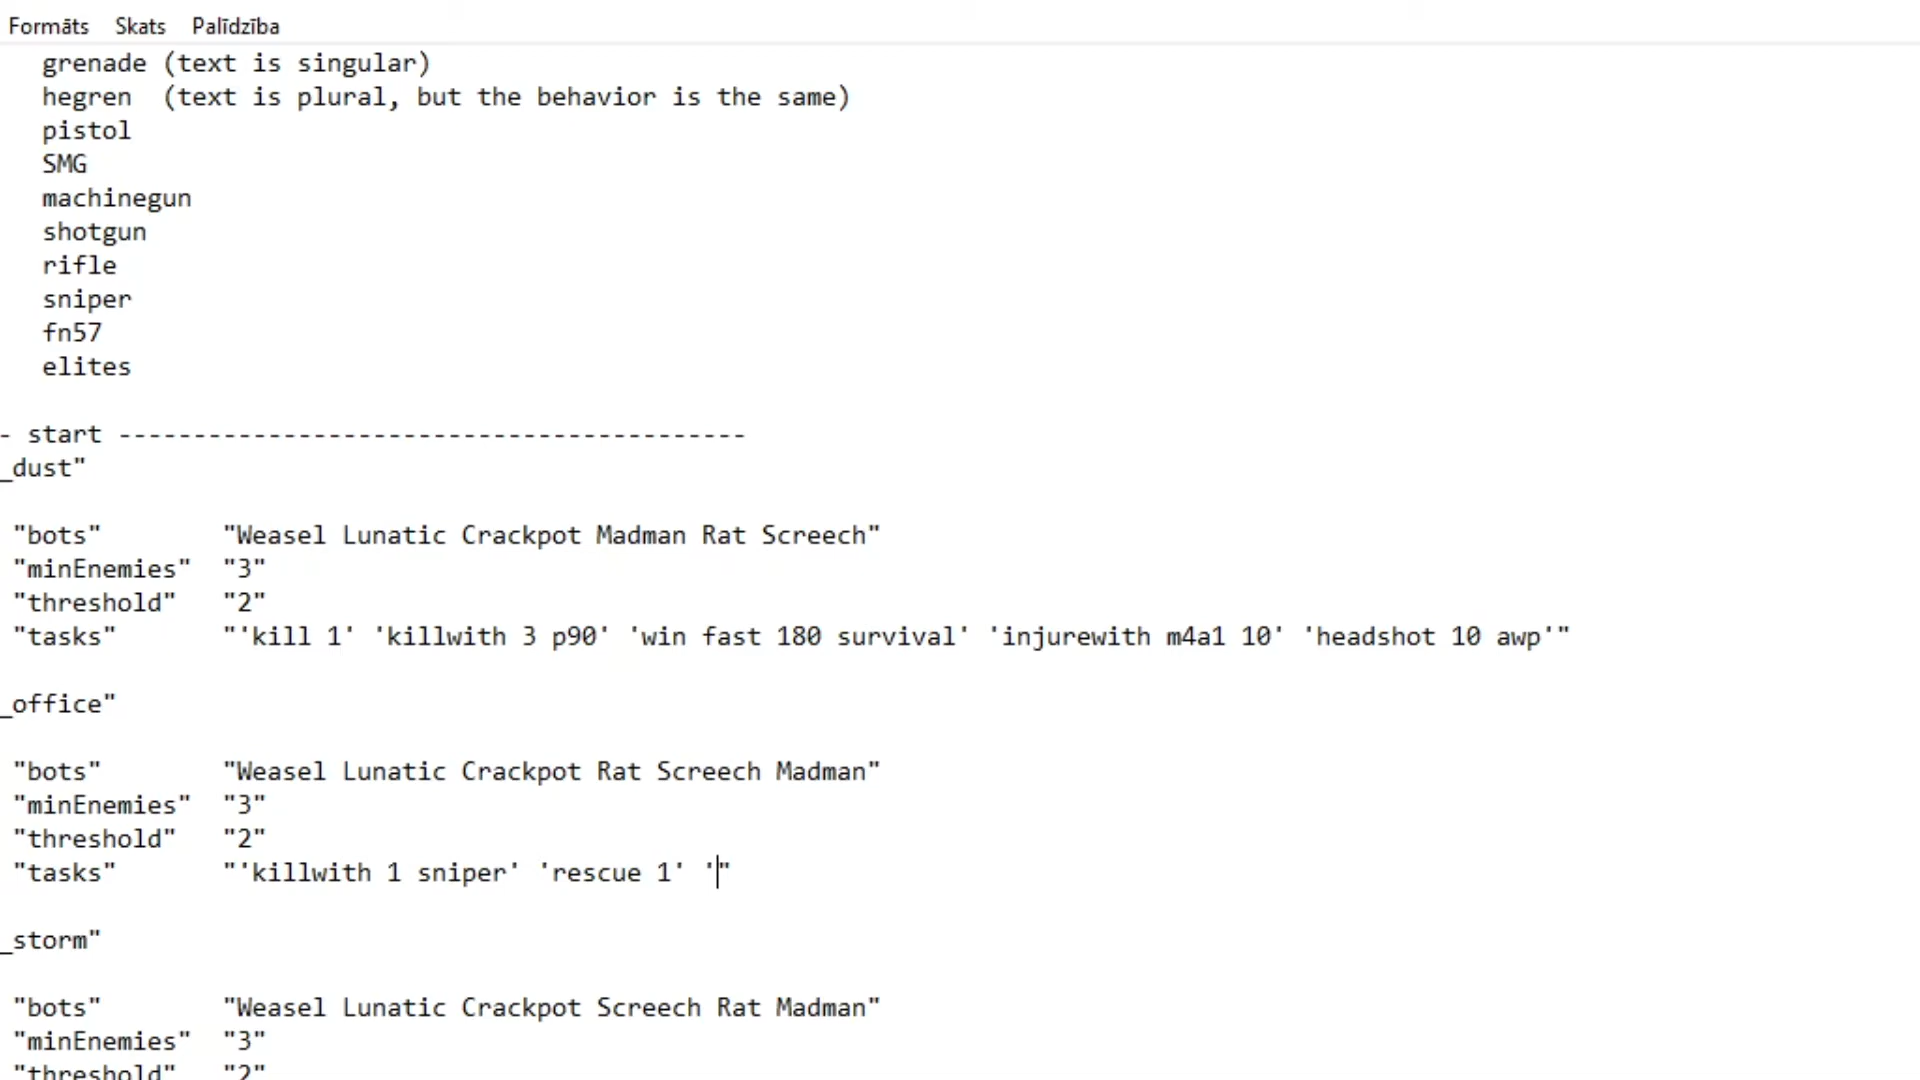 Formāts Skats Palīdzība
grenade (text is singular)
hegren (text is plural, but the behavior is the same)
pistol
SMG
machinegun
shotgun
rifle
sniper
fn57
elites
- start ------------------------------------------
_dust"
"bots" "Weasel Lunatic Crackpot Madman Rat Screech"
"minEnemies" "3"
"threshold" "2"
"tasks" "'kill 1' 'killwith 3 p90' 'win fast 180 survival' 'injurewith m4a1 10' 'headshot 10 awp'"
_office"
"bots" "Weasel Lunatic Crackpot Rat Screech Madman"
"minEnemies" "3"
"threshold" "2"
"tasks" "'killwith 1 sniper' 'rescue 1' '"
_storm"
"bots" "Weasel Lunatic Crackpot Screech Rat Madman"
"minEnemies" "3"
"threshold" "2"